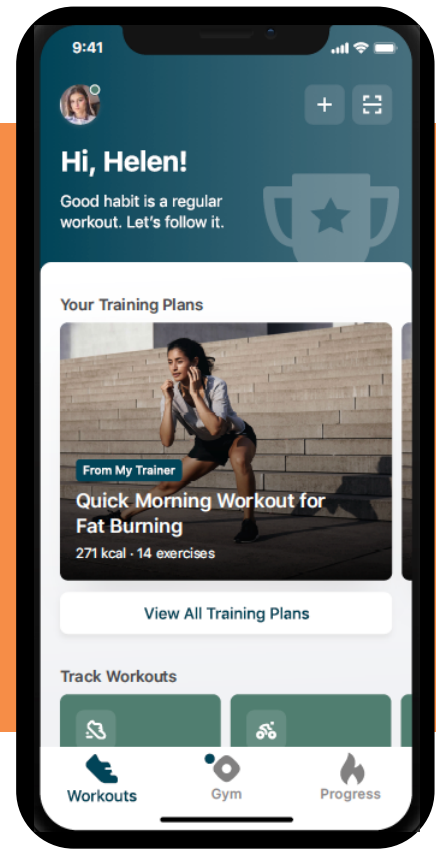 9:41
Hi, Helen!
Good habit is a regular
workout. Let's follow it.
Your Training Plans
From My Trainer
Quick Morning Workout for
Fat Burning
271 kcal · 14 exercises
View All Training Plans
Track Workouts
Workouts
Gym
Progress